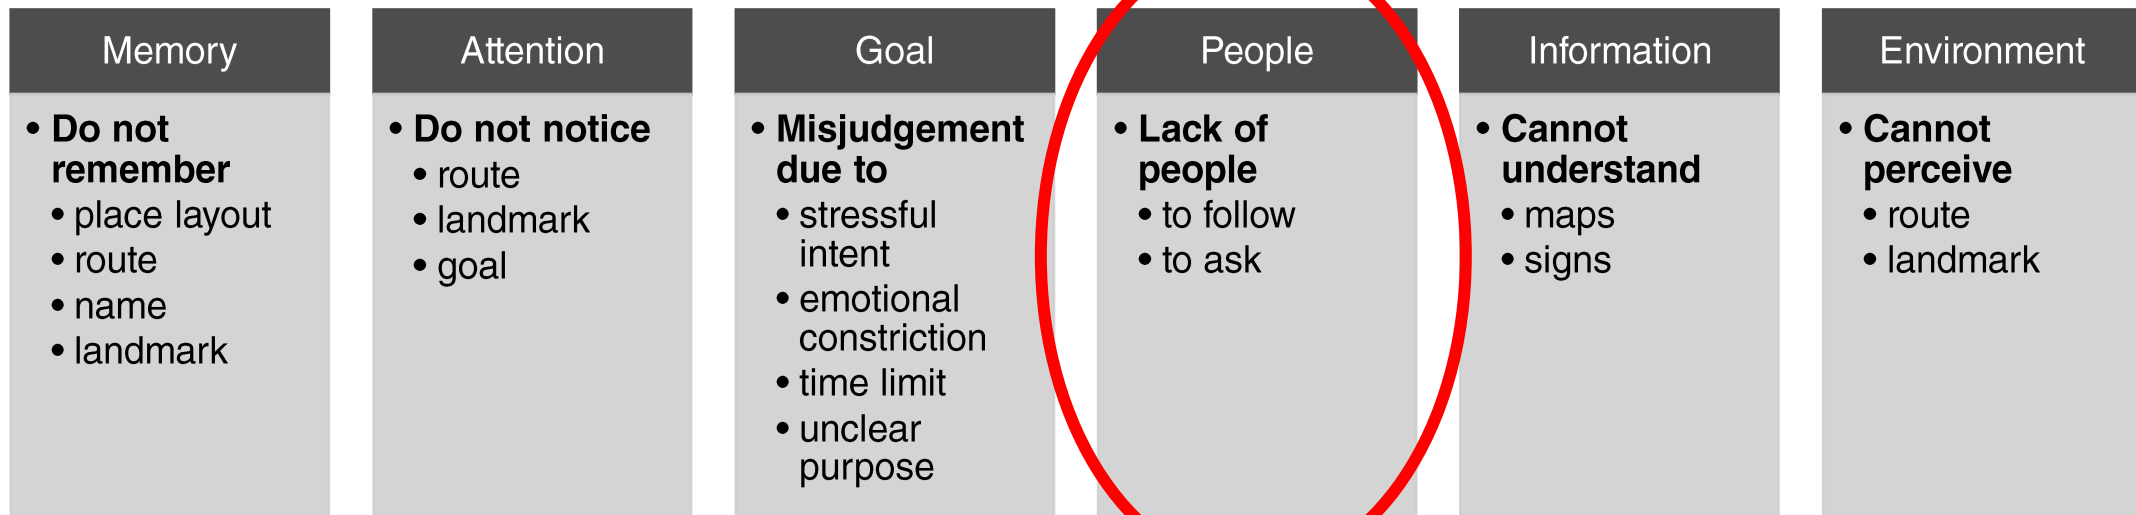 Memory
• Do not
remember
• place layout
• route
• name
• landmark
Attention
• Do not notice
• route
• landmark
• goal
Goal
• Misjudgement
due to
• stressful
intent
• emotional
constriction
• time limit
• unclear
purpose
People
• Lack of
people
• to follow
• to ask
Information
• Cannot
understand
• maps
• signs
Environment
• Cannot
perceive
• route
• landmark